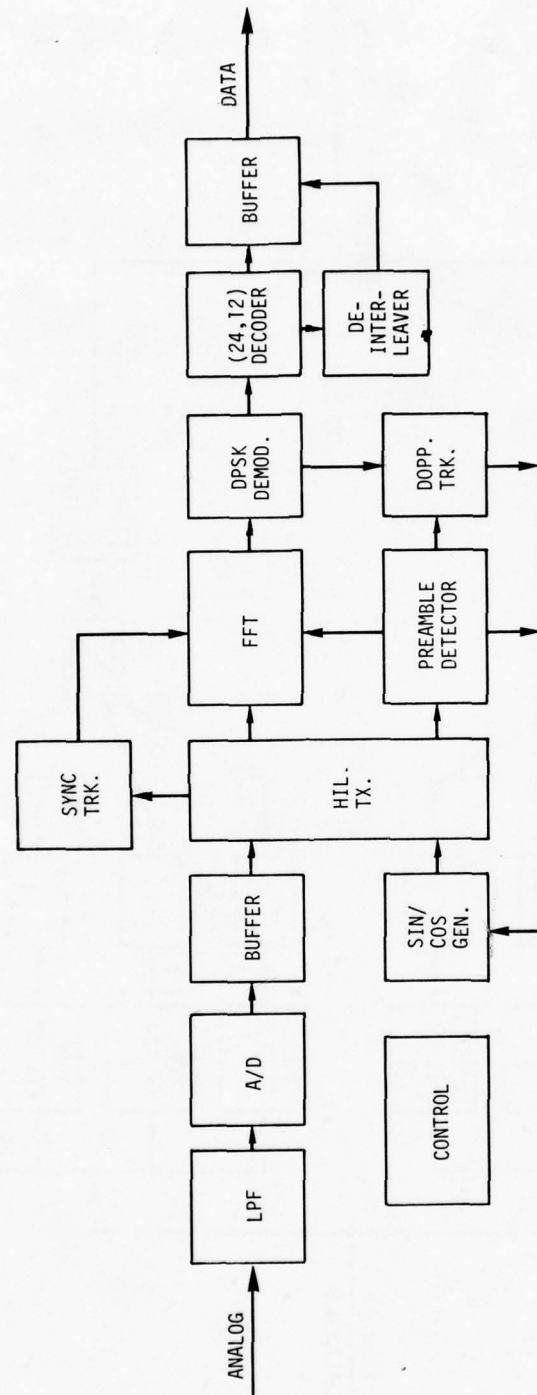 ANALOG
LPF
A/D
BUFFER
HIL.
TX.
SYNC
TRK.
FFT
DPSK
DEMOD.
(24,12)
DECODER
BUFFER
DATA
DE-
INTER-
LEAVER
DOPP.
TRK.
PREAMBLE
DETECTOR
SIN/
COS
GEN.
CONTROL